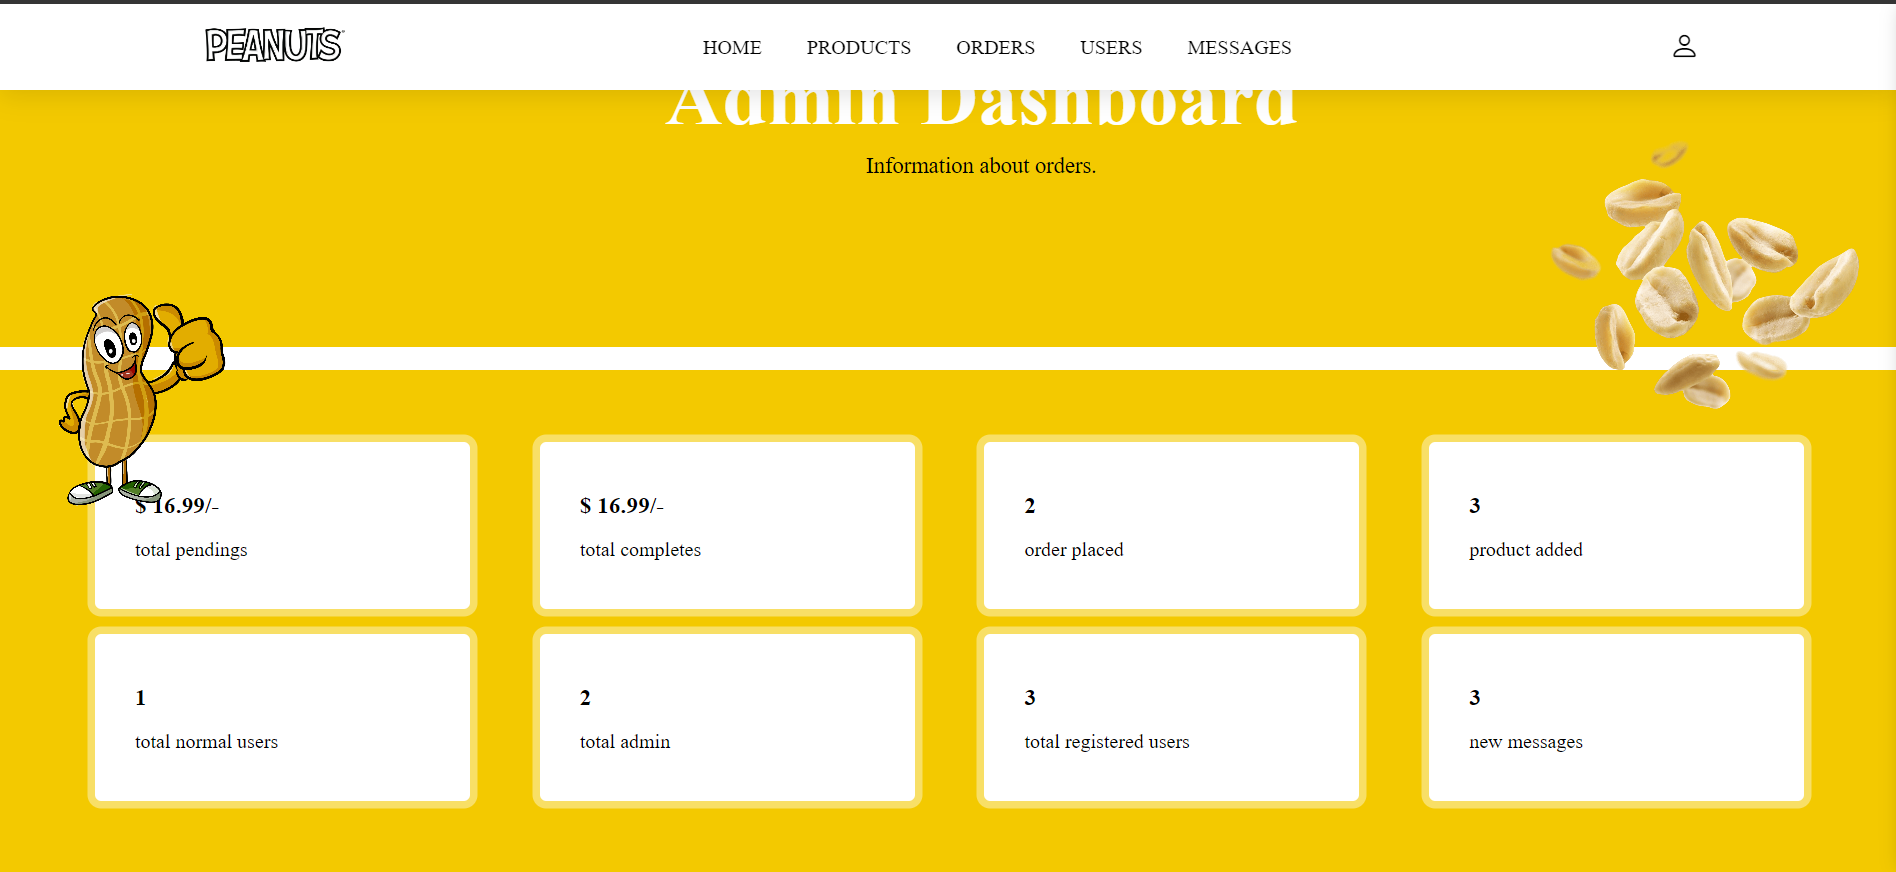 PEANUTS
HOME PRODUCTS ORDERS USERS MESSAGES
Admin Dashboard
Information about orders.
$ 16.99/-
total pendings
$ 16.99/-
total completes
2
order placed
3
product added
1
total normal users
2
total admin
3
total registered users
3
new messages